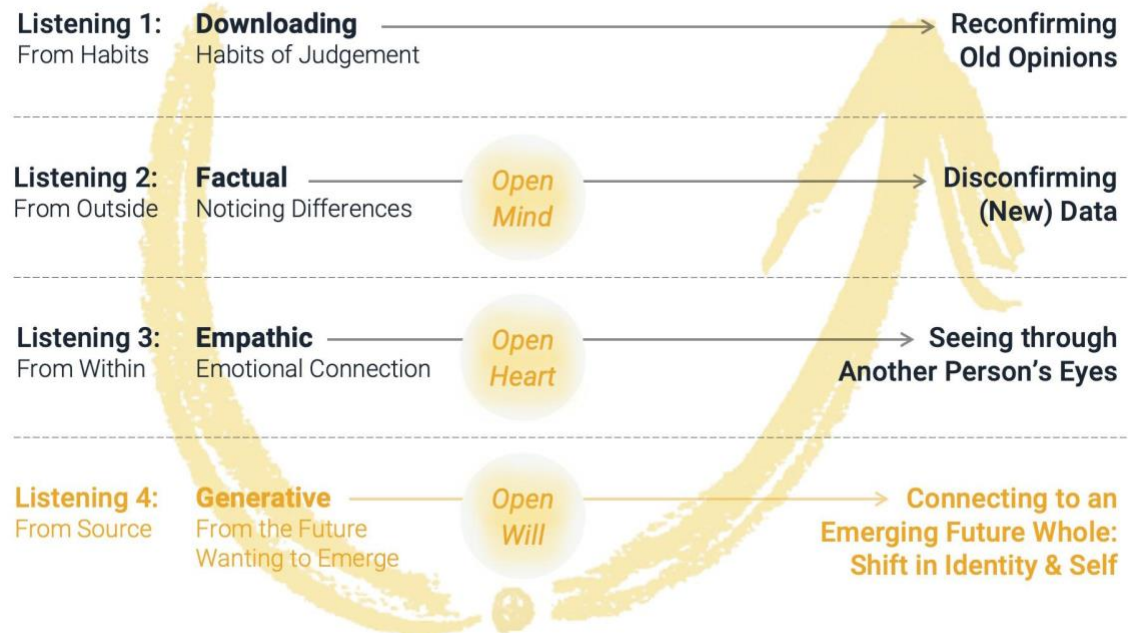 Listening 1: Downloading Reconfirming
From Habits Habits of Judgement Old Opinions
Listening 2: Factual Open Disconfirming
From Outside Noticing Differences Mind (New) Data
Listening 3: Empathic Open Seeing through
From Within Emotional Connection Heart Another Person’s Eyes
Listening 4: Generative Open Connecting to an
From Source From the Future Will Emerging Future Whole:
Wanting to Emerge Shift in Identity & Self